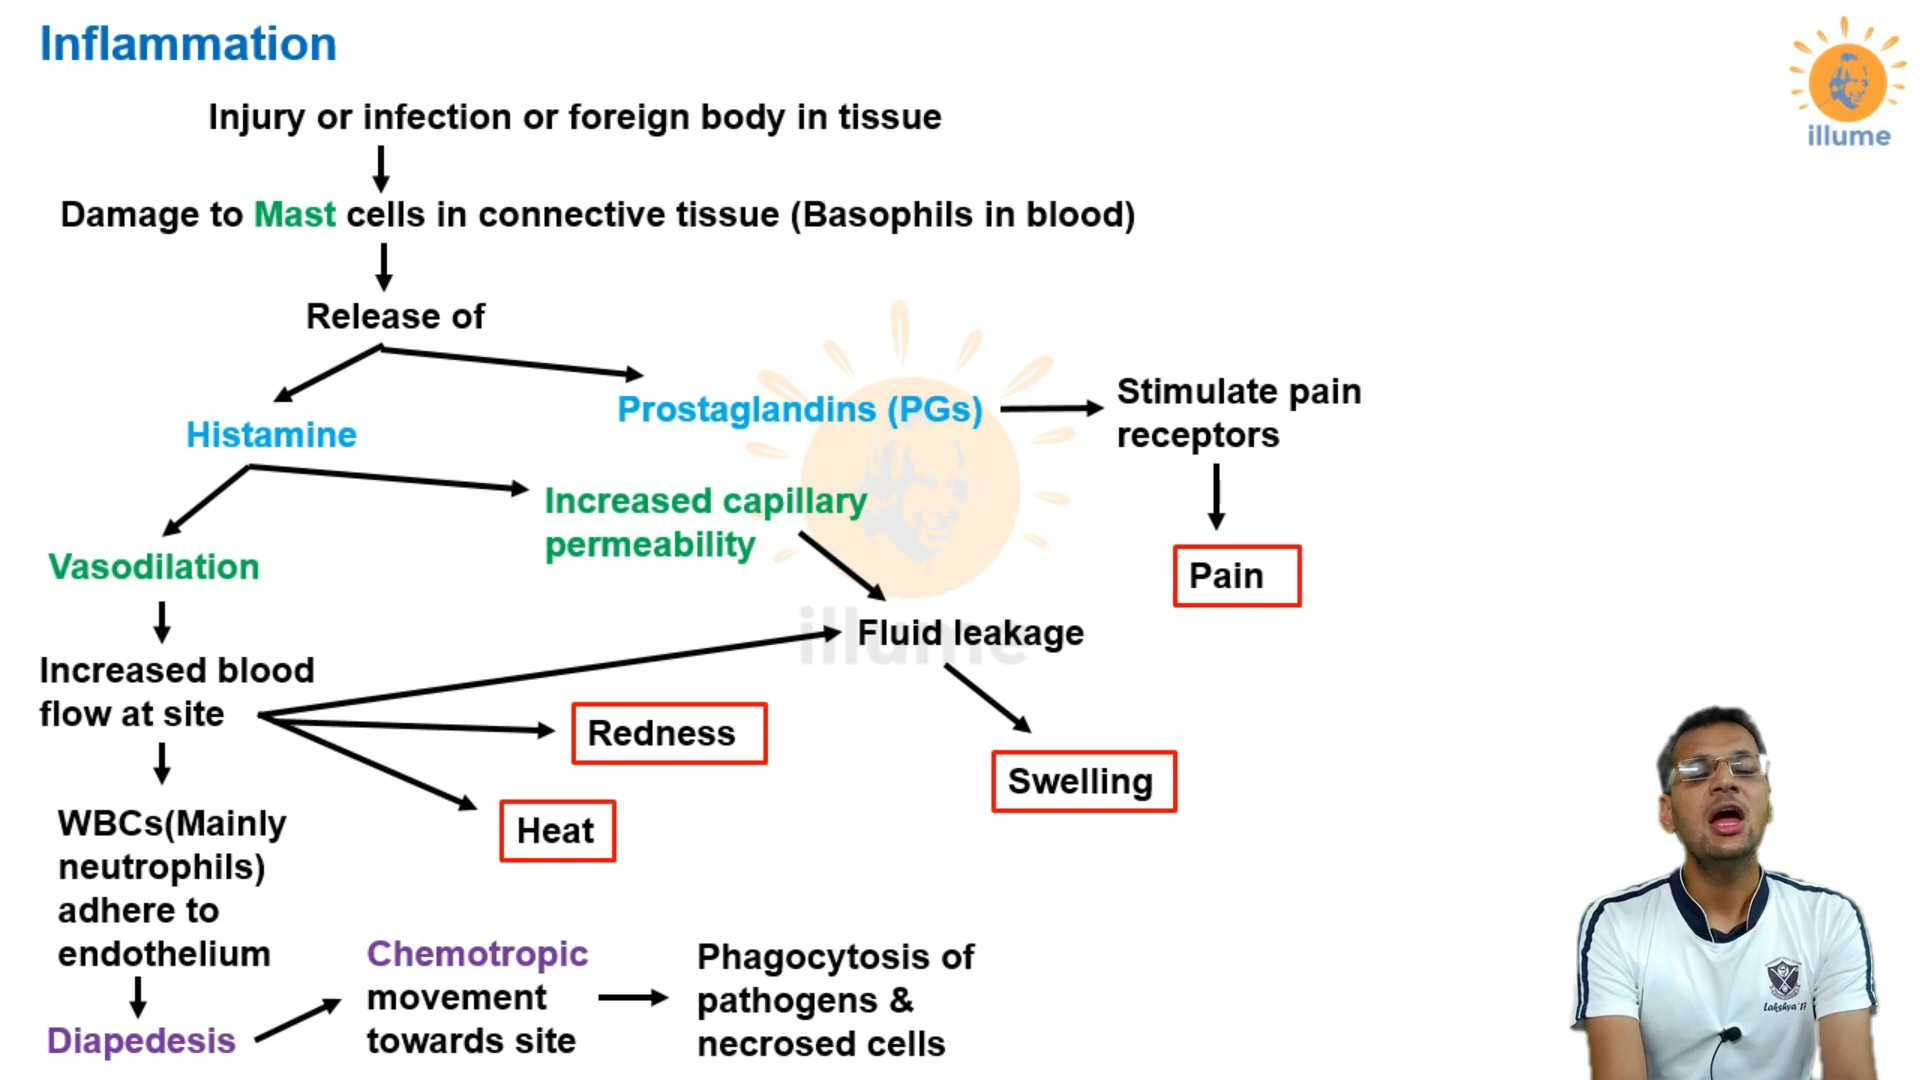 Inflammation
illume
Injury or infection or foreign body in tissue
Damage to Mast cells in connective tissue (Basophils in blood)
Release of
Histamine
Prostaglandins (PGs)
Stimulate pain
receptors
Increased capillary
permeability
Pain
Vasodilation
Fluid leakage
illume
Increased blood
flow at site
Redness
Swelling
Heat
WBCs(Mainly
neutrophils)
adhere to
endothelium
Diapedesis
Chemotropic
movement
towards site
Phagocytosis of
pathogens &
necrosed cells
Lakshya'17